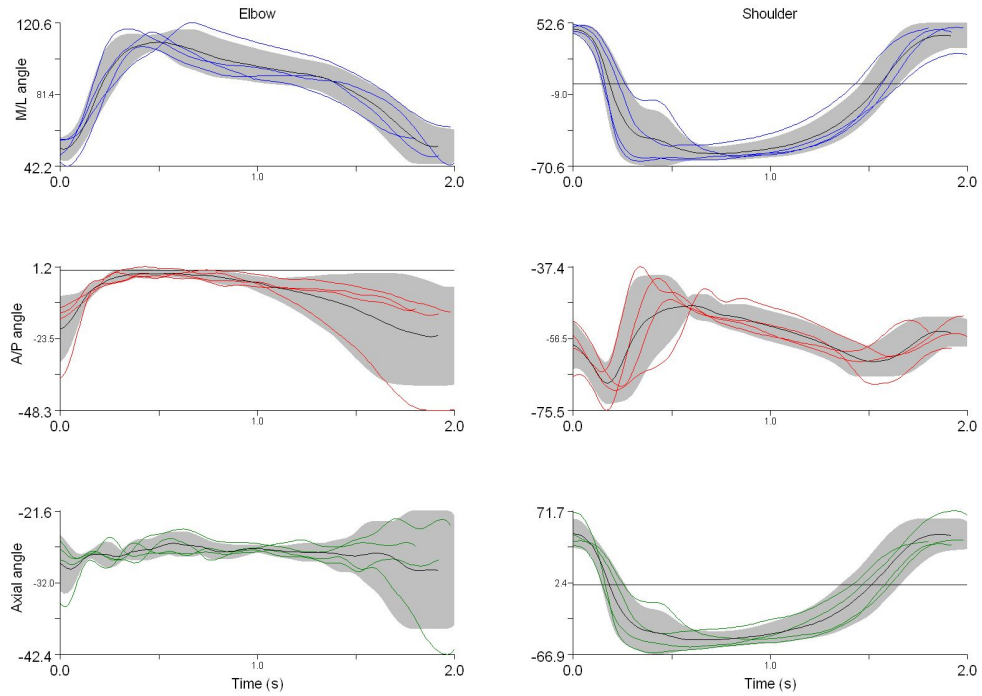 Elbow Shoulder
120.6 52.6
M/L angle
81.4 -9.0
42.2 -70.6
0.0 1.0 2.0 0.0 1.0 2.0
1.2 -37.4
A/P angle
-23.5 -56.5
-48.3 -75.5
0.0 1.0 2.0 0.0 1.0 2.0
-21.6 71.7
Axial angle
-32.0 2.4
-42.4 -66.9
0.0 1.0 2.0 0.0 1.0 2.0
Time (s) Time (s)